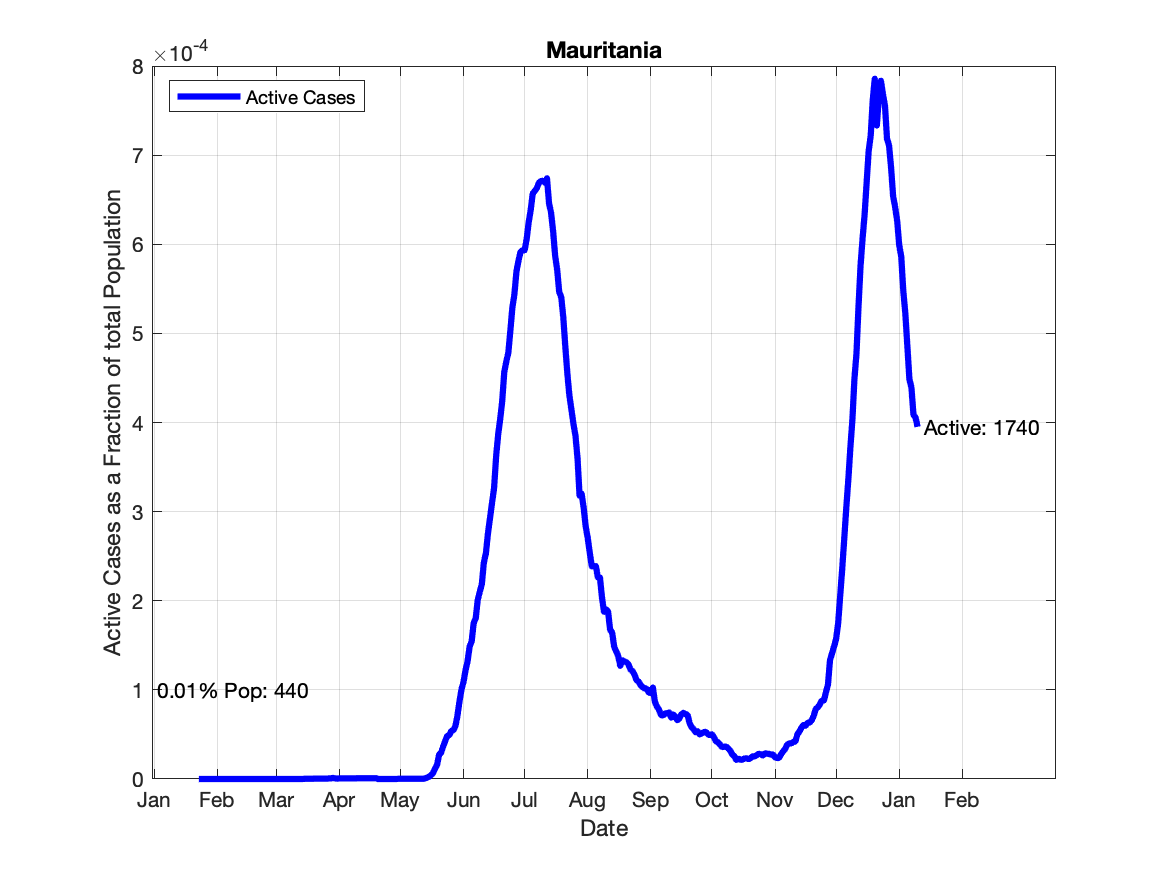 Mauritania
×10⁻⁴
Active Cases
8
7
6
5
4
3
2
1
0
Active Cases as a Fraction of total Population
Active: 1740
0.01% Pop: 440
Jan Feb Mar Apr May Jun Jul Aug Sep Oct Nov Dec Jan Feb
Date